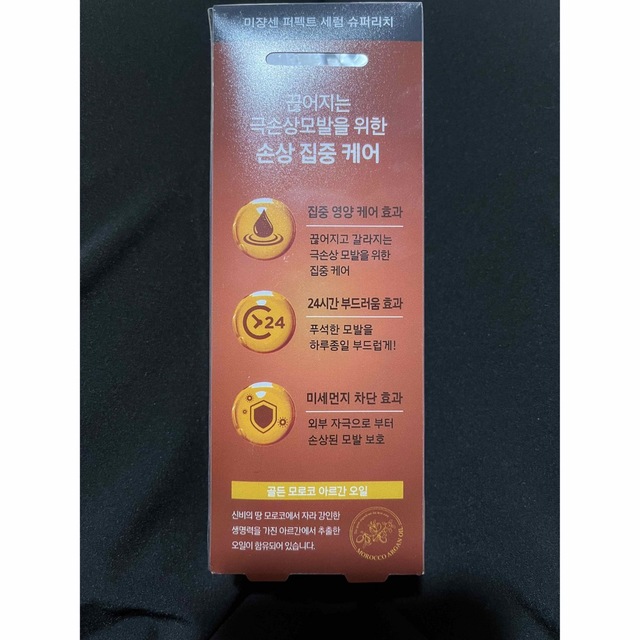 미쟝센 퍼펙트 세럼 슈퍼리치
끊어지는
극손상모발을 위한
손상 집중 케어
집중 영양 케어 효과
끊어지고 갈라지는
극손상 모발을 위한
집중 케어
24
24시간 부드러움 효과
푸석한 모발을
하루종일 부드럽게!
미세먼지 차단 효과
외부 자극으로 부터
손상된 모발 보호
골든 모로코 아르간 오일
신비의 땅 모로코에서 자라 강인한
생명력을 가진 아르간에서 추출한
오일이 함유되어 있습니다.
MOROCCO ARGAN OIL